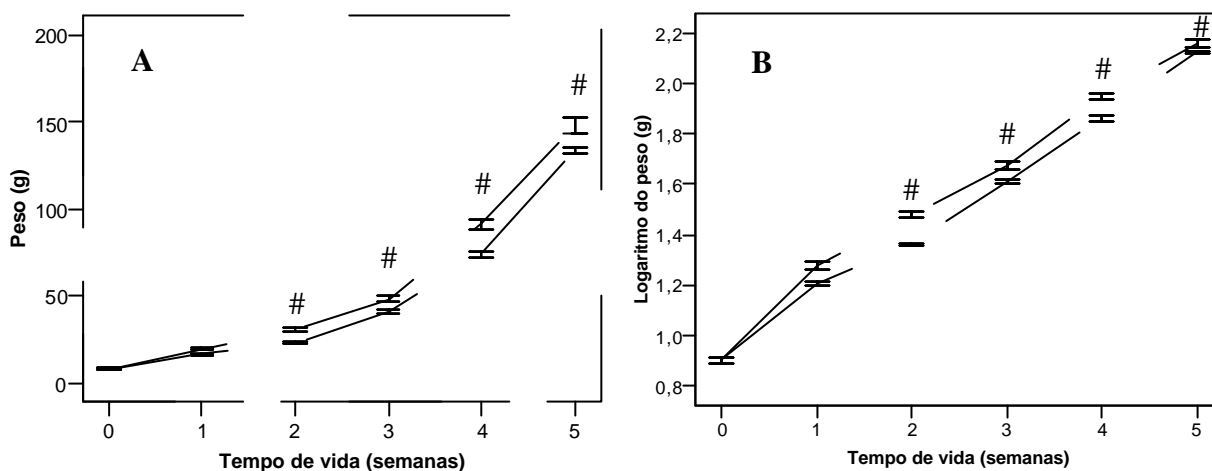 A
Peso (g)
200
150
100
50
0
#
#
#
#
0 1 2 3 4 5
Tempo de vida (semanas)
B
Logaritmo do peso (g)
2,2
2,0
1,8
1,6
1,4
1,2
1,0
0,8
#
#
#
#
0 1 2 3 4 5
Tempo de vida (semanas)